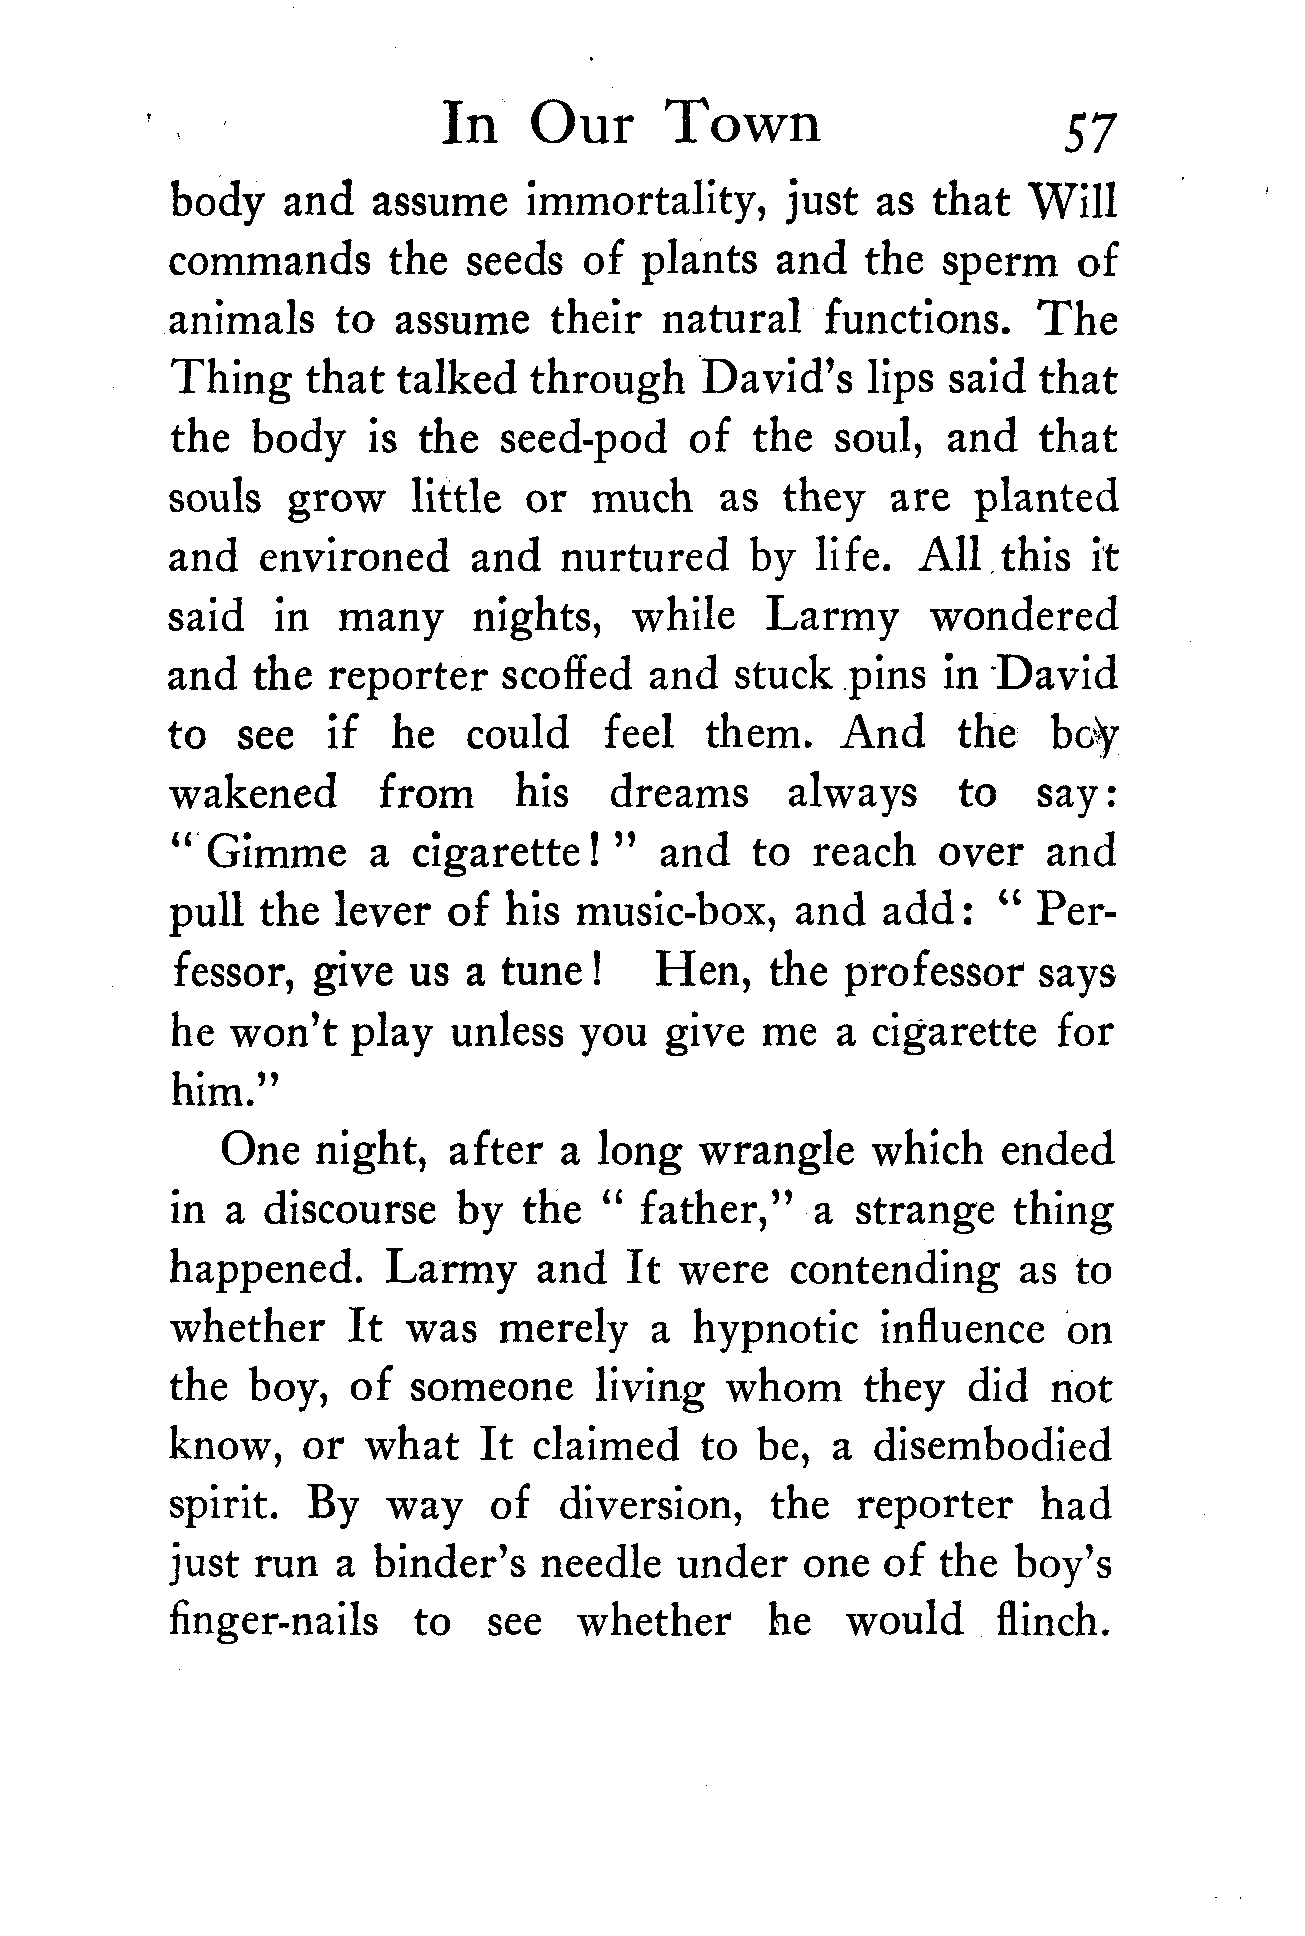 In Our Town 57
body and assume immortality, just as that Will
commands the seeds of plants and the sperm of
animals to assume their natural functions. The
Thing that talked through David's lips said that
the body is the seed-pod of the soul, and that
souls grow little or much as they are planted
and environed and nurtured by life. All this it
said in many nights, while Larmy wondered
and the reporter scoffed and stuck pins in David
to see if he could feel them. And the boy
wakened from his dreams always to say:
" Gimme a cigarette! " and to reach over and
pull the lever of his music-box, and add: " Per-
fessor, give us a tune! Hen, the professor says
he won't play unless you give me a cigarette for
him."
One night, after a long wrangle which ended
in a discourse by the " father," a strange thing
happened. Larmy and It were contending as to
whether It was merely a hypnotic influence on
the boy, of someone living whom they did not
know, or what It claimed to be, a disembodied
spirit. By way of diversion, the reporter had
just run a binder's needle under one of the boy's
finger-nails to see whether he would flinch.